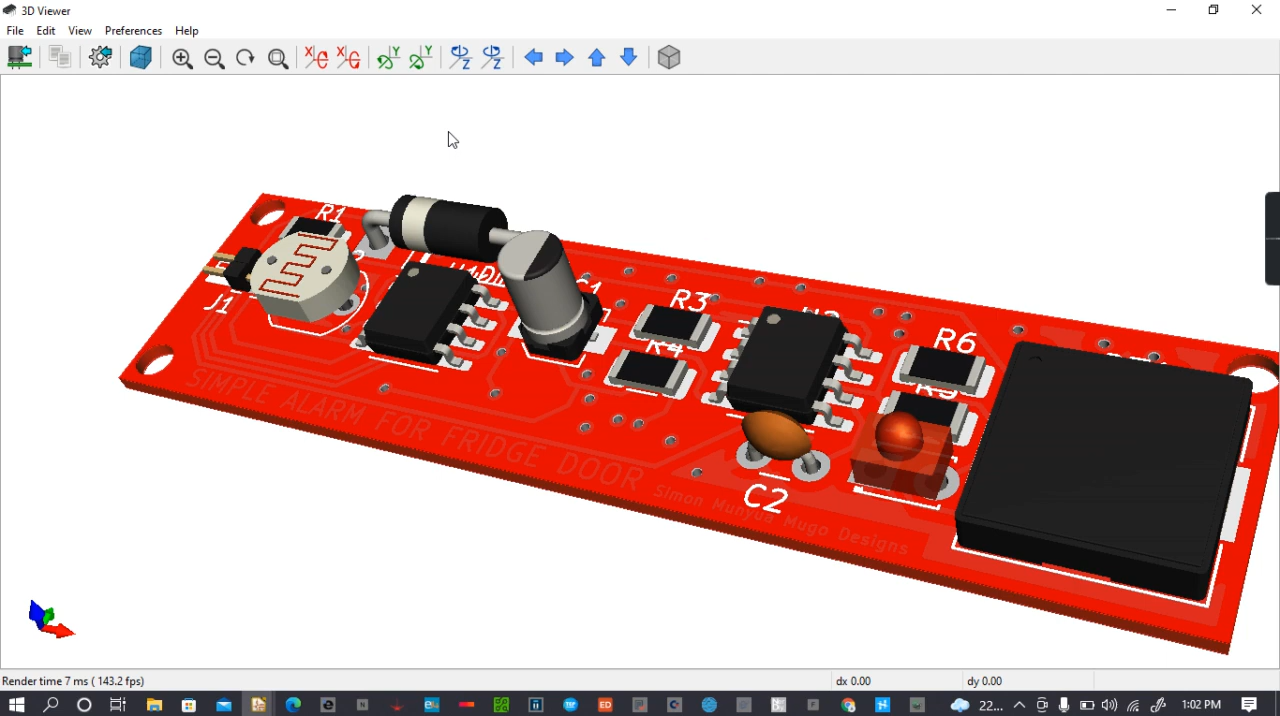 3D Viewer
File Edit View Preferences Help
R1
J1
R3
R4
R6
C2
SIMPLE ALARM FOR FRIDGE DOOR
Simon Munyua Mugo Designs
Render time 7 ms ( 143.2 fps)
dx 0.00
dy 0.00
22...
1:02 PM